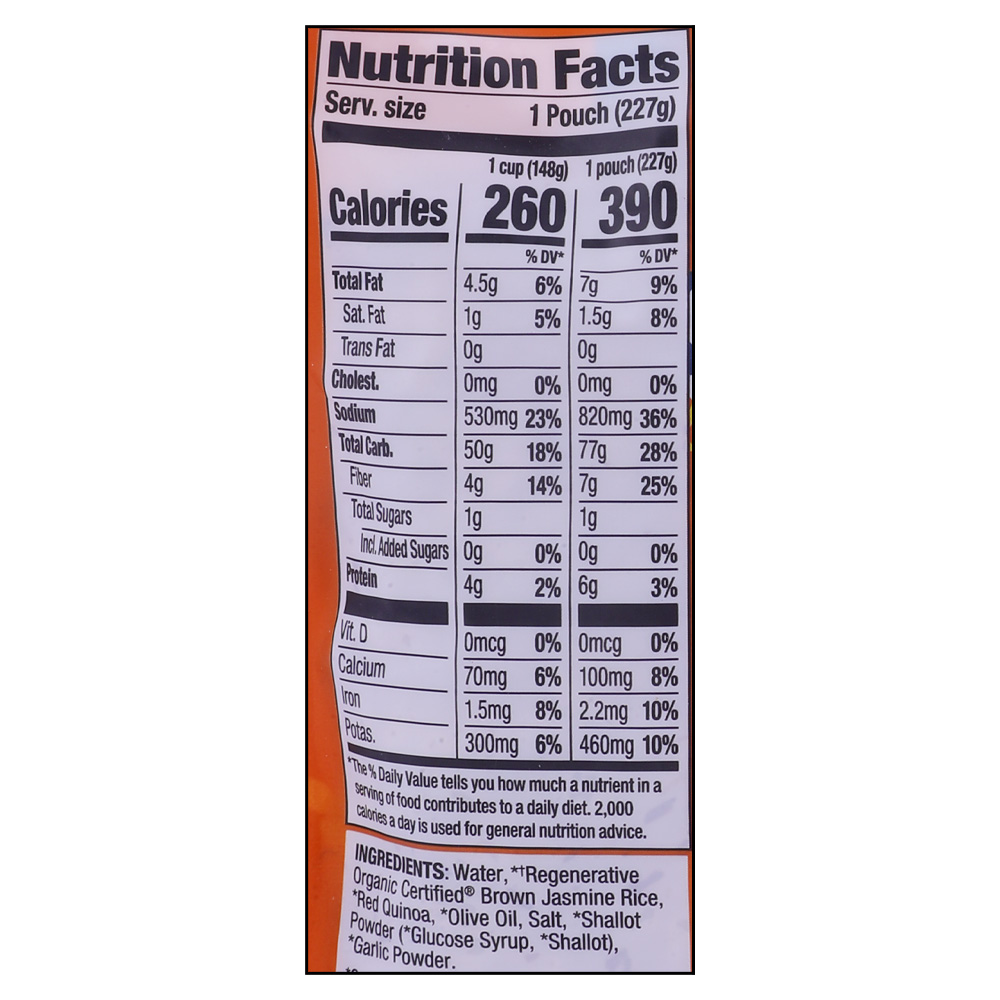 Nutrition Facts
Serv. size 1 Pouch (227g)
1 cup (148g) 1 pouch (227g)
Calories 260 390
% DV* % DV*
Total Fat 4.5g 6% 7g 9%
Sat. Fat 1g 5% 1.5g 8%
Trans Fat 0g 0g
Cholest. 0mg 0% 0mg 0%
Sodium 530mg 23% 820mg 36%
Total Carb. 50g 18% 77g 28%
Fiber 4g 14% 7g 25%
Total Sugars 1g 1g
Incl. Added Sugars 0g 0% 0g 0%
Protein 4g 2% 6g 3%
Vit. D 0mcg 0% 0mcg 0%
Calcium 70mg 6% 100mg 8%
Iron 1.5mg 8% 2.2mg 10%
Potas. 300mg 6% 460mg 10%
*The % Daily Value tells you how much a nutrient in a
serving of food contributes to a daily diet. 2,000
calories a day is used for general nutrition advice.
INGREDIENTS: Water, *†Regenerative
Organic Certified® Brown Jasmine Rice,
*Red Quinoa, *Olive Oil, Salt, *Shallot
Powder (*Glucose Syrup, *Shallot),
*Garlic Powder.